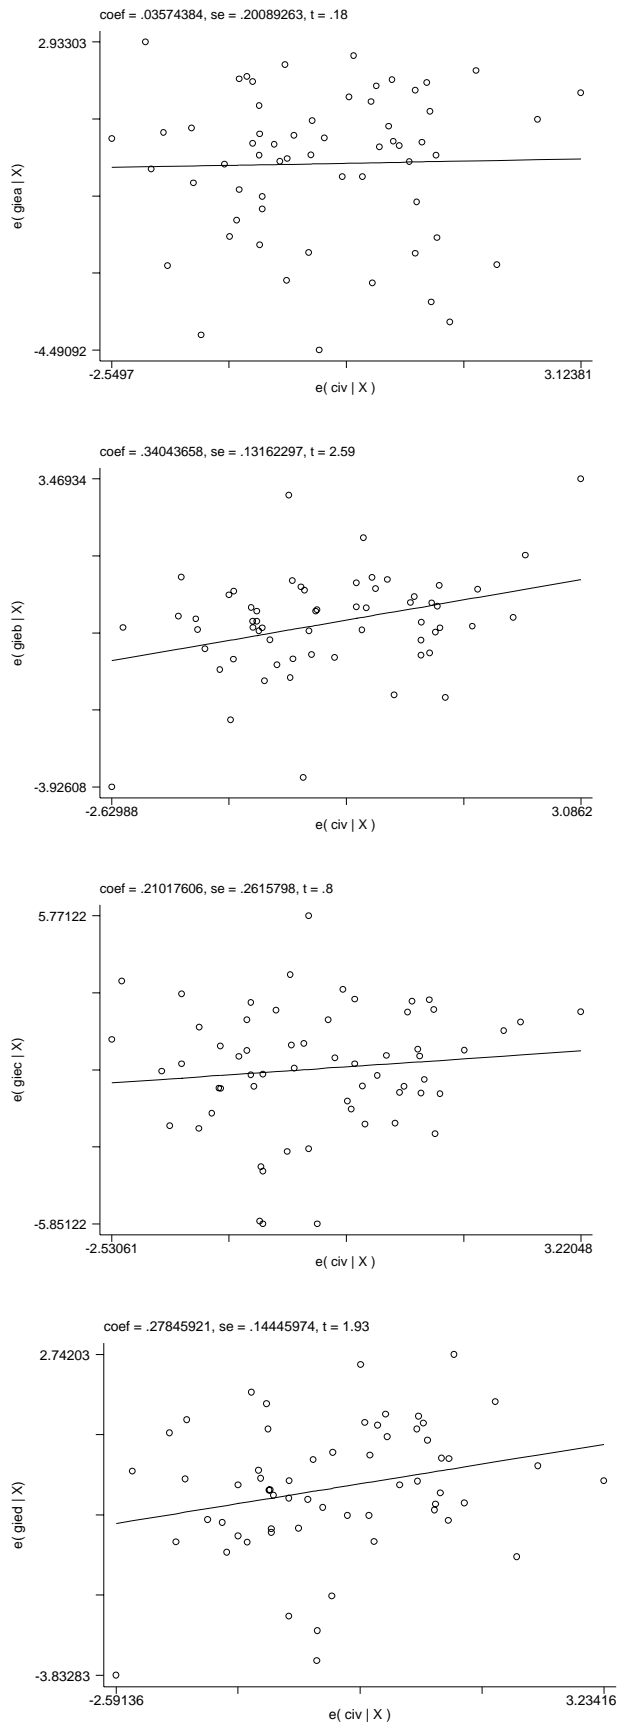 coef = .03574384, se = .20089263, t = .18
2.93303
e( giea | X)
-4.49092
-2.5497
3.12381
e( civ | X )
coef = .34043658, se = .13162297, t = 2.59
3.46934
e( gieb | X)
-3.92608
-2.62988
3.0862
e( civ | X )
coef = .21017606, se = .2615798, t = .8
5.77122
e( giec | X)
-5.85122
-2.53061
3.22048
e( civ | X )
coef = .27845921, se = .14445974, t = 1.93
2.74203
e( gied | X)
-3.83283
-2.59136
3.23416
e( civ | X )